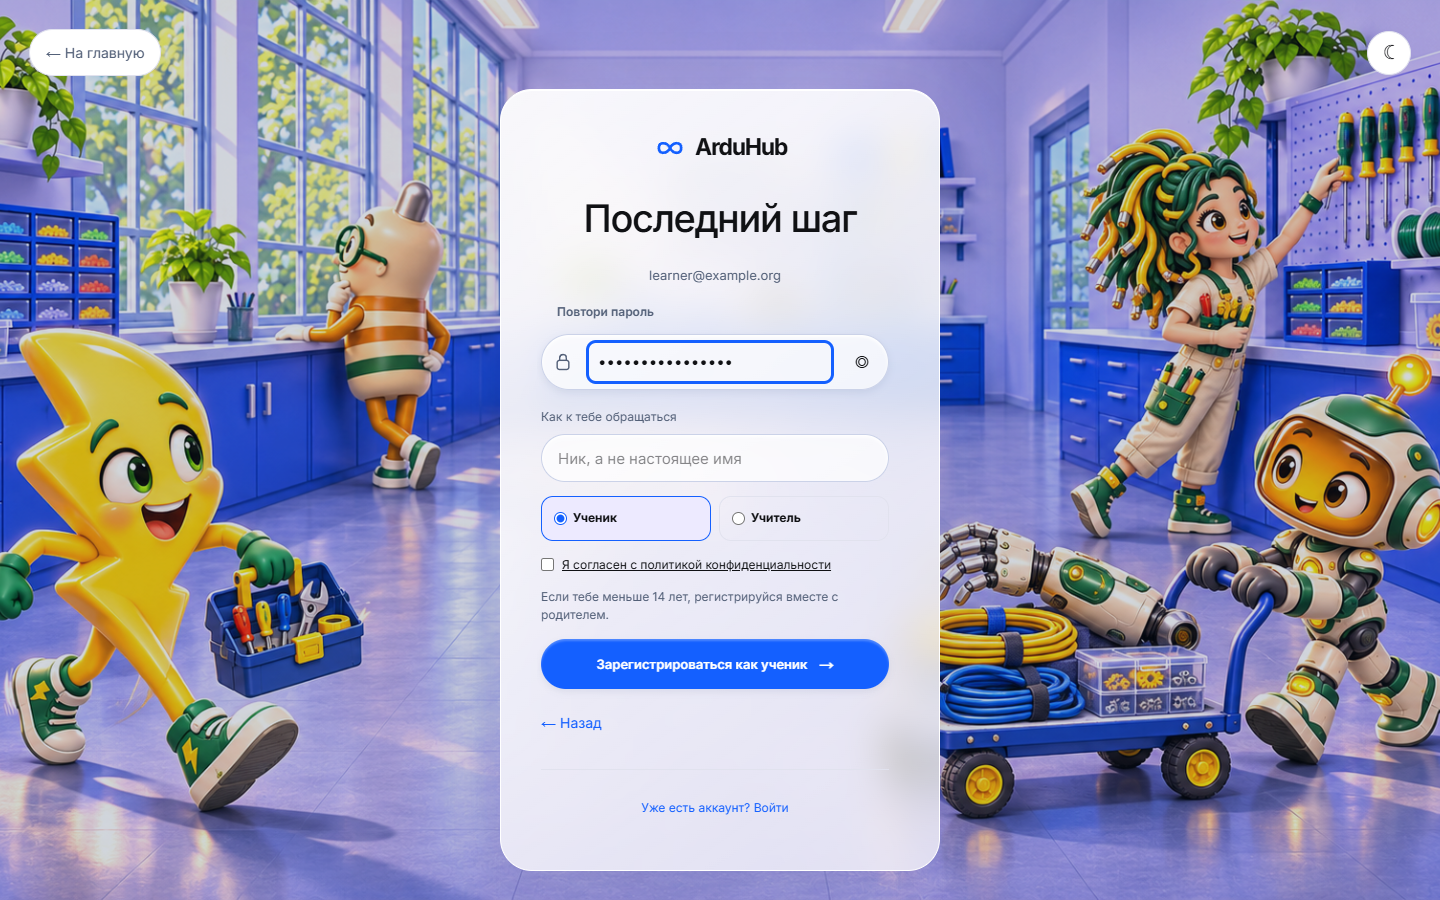 ← На главную
ArduHub
Последний шаг
learner@example.org
Повтори пароль
••••••••••••••••
Как к тебе обращаться
Ник, а не настоящее имя
Ученик
Учитель
Я согласен с политикой конфиденциальности
Если тебе меньше 14 лет, регистрируйся вместе с
родителем.
Зарегистрироваться как ученик →
← Назад
Уже есть аккаунт? Войти